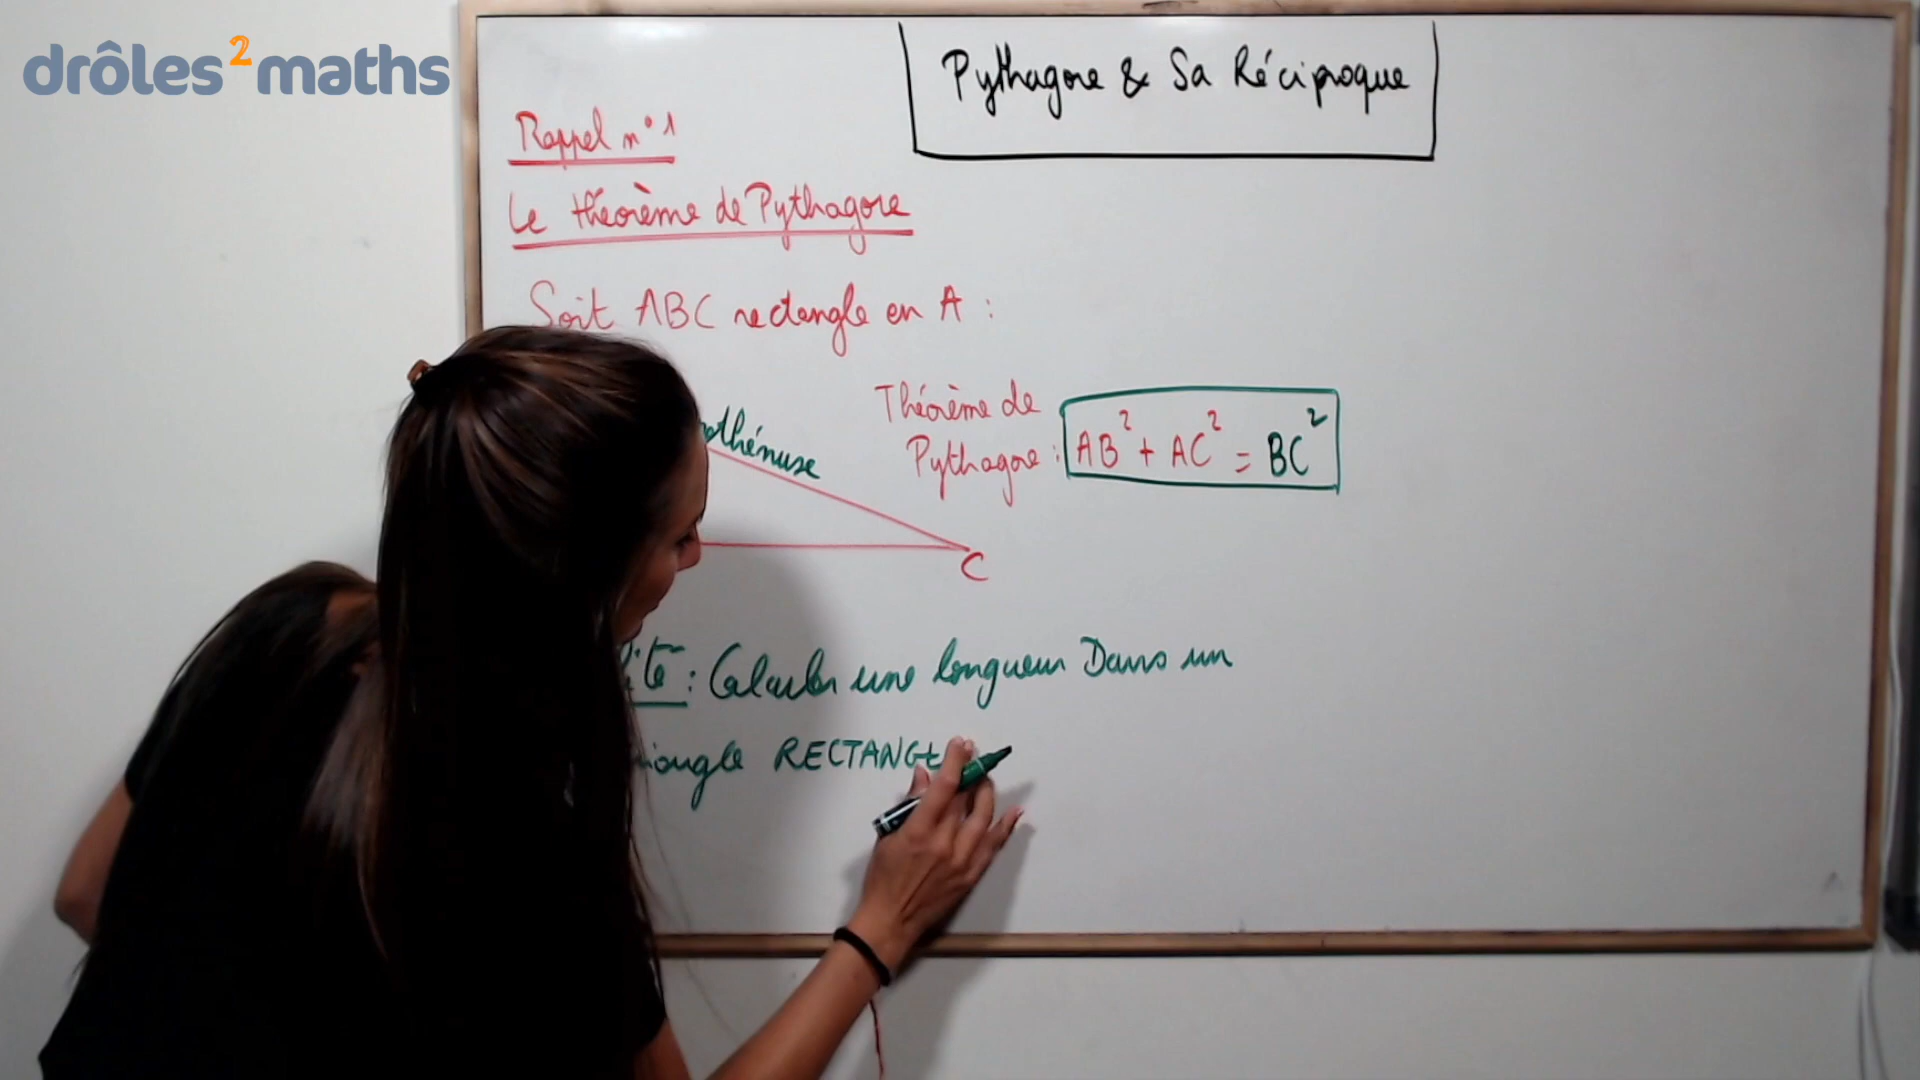 drôles²maths
Pythagore & Sa Réciproque
Rappel n°1
Le théorème de Pythagore
Soit ABC rectangle en A :
Théorème de
Pythagore : AB² + AC² = BC²
C
: Calculer une longueur Dans un
RECTANGL